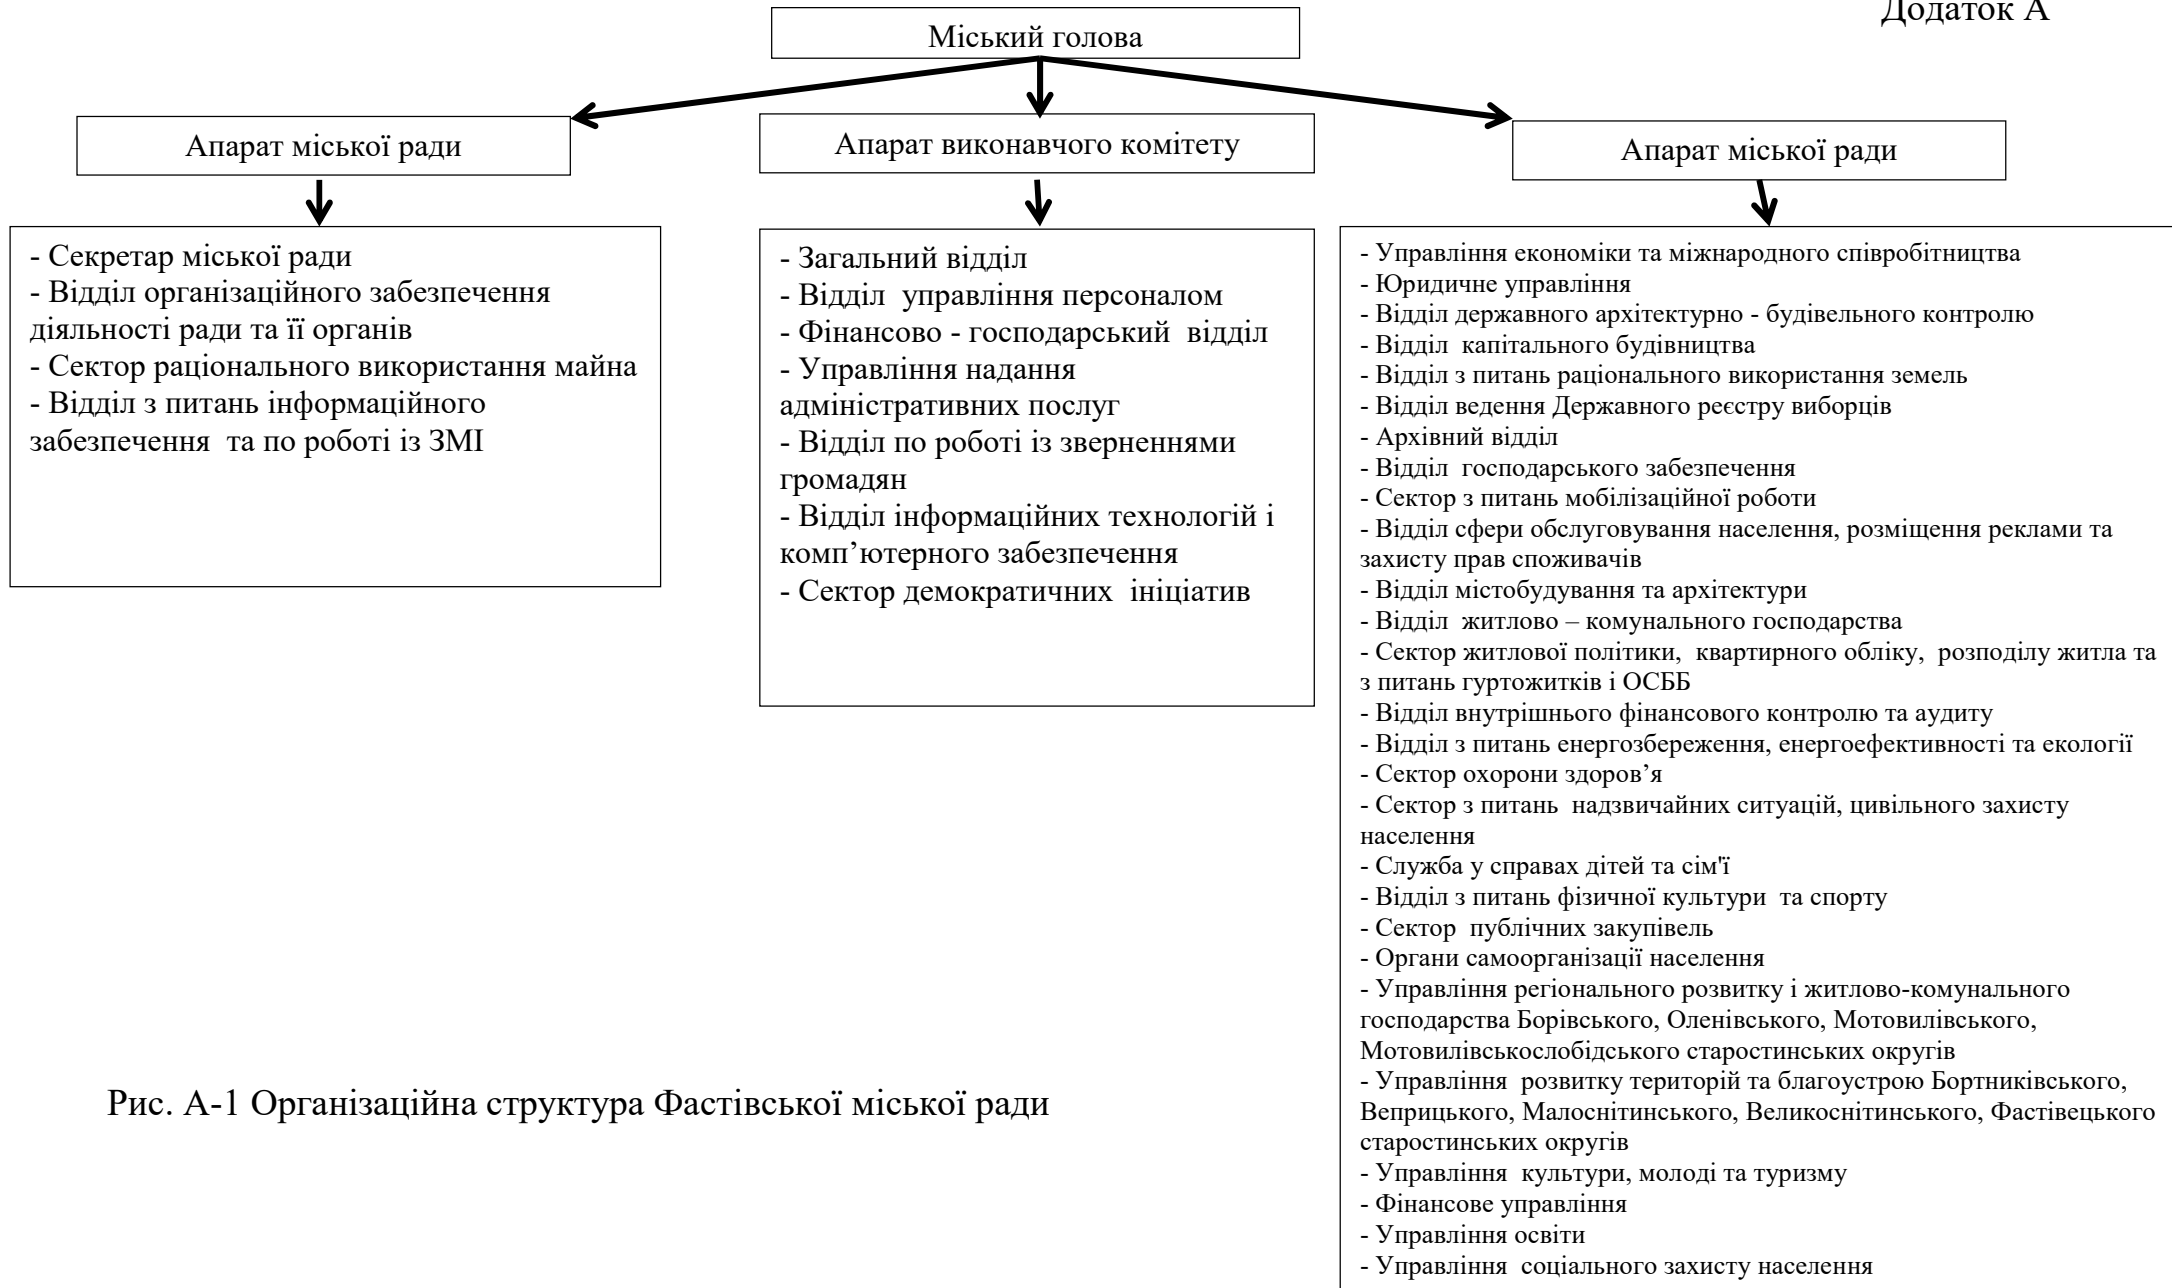 Додаток А
Міський голова
Апарат міської ради
Апарат виконавчого комітету
Апарат міської ради
- Секретар міської ради
- Відділ організаційного забезпечення
діяльності ради та її органів
- Сектор раціонального використання майна
- Відділ з питань інформаційного
забезпечення та по роботі із ЗМІ
- Загальний відділ
- Відділ управління персоналом
- Фінансово - господарський відділ
- Управління надання
адміністративних послуг
- Відділ по роботі із зверненнями
громадян
- Відділ інформаційних технологій і
комп’ютерного забезпечення
- Сектор демократичних ініціатив
- Управління економіки та міжнародного співробітництва
- Юридичне управління
- Відділ державного архітектурно - будівельного контролю
- Відділ капітального будівництва
- Відділ з питань раціонального використання земель
- Відділ ведення Державного реєстру виборців
- Архівний відділ
- Відділ господарського забезпечення
- Сектор з питань мобілізаційної роботи
- Відділ сфери обслуговування населення, розміщення реклами та
захисту прав споживачів
- Відділ містобудування та архітектури
- Відділ житлово – комунального господарства
- Сектор житлової політики, квартирного обліку, розподілу житла та
з питань гуртожитків і ОСББ
- Відділ внутрішнього фінансового контролю та аудиту
- Відділ з питань енергозбереження, енергоефективності та екології
- Сектор охорони здоров’я
- Сектор з питань надзвичайних ситуацій, цивільного захисту
населення
- Служба у справах дітей та сім'ї
- Відділ з питань фізичної культури та спорту
- Сектор публічних закупівель
- Органи самоорганізації населення
- Управління регіонального розвитку і житлово-комунального
господарства Борівського, Оленівського, Мотовилівського,
Мотовилівськослобідського старостинських округів
- Управління розвитку територій та благоустрою Бортниківського,
Веприцького, Малоснітинського, Великоснітинського, Фастівецького
старостинських округів
- Управління культури, молоді та туризму
- Фінансове управління
- Управління освіти
- Управління соціального захисту населення
Рис. А-1 Організаційна структура Фастівської міської ради